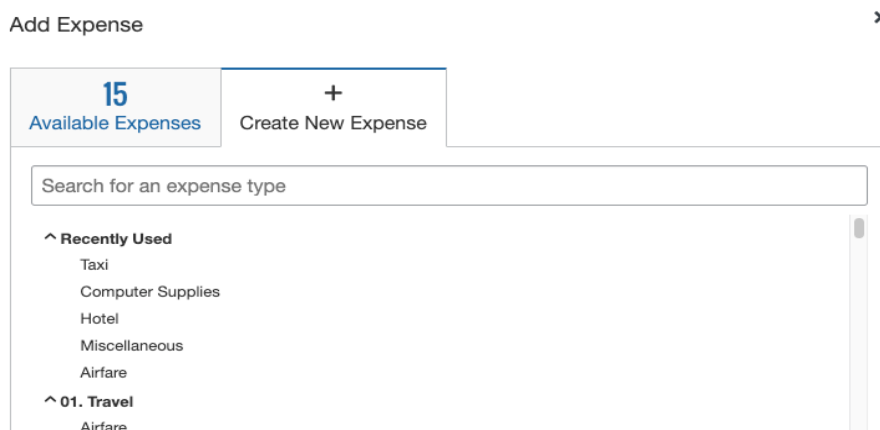 Add Expense
15
Available Expenses
+
Create New Expense
Search for an expense type
Recently Used
Taxi
Computer Supplies
Hotel
Miscellaneous
Airfare
01. Travel
Airfare